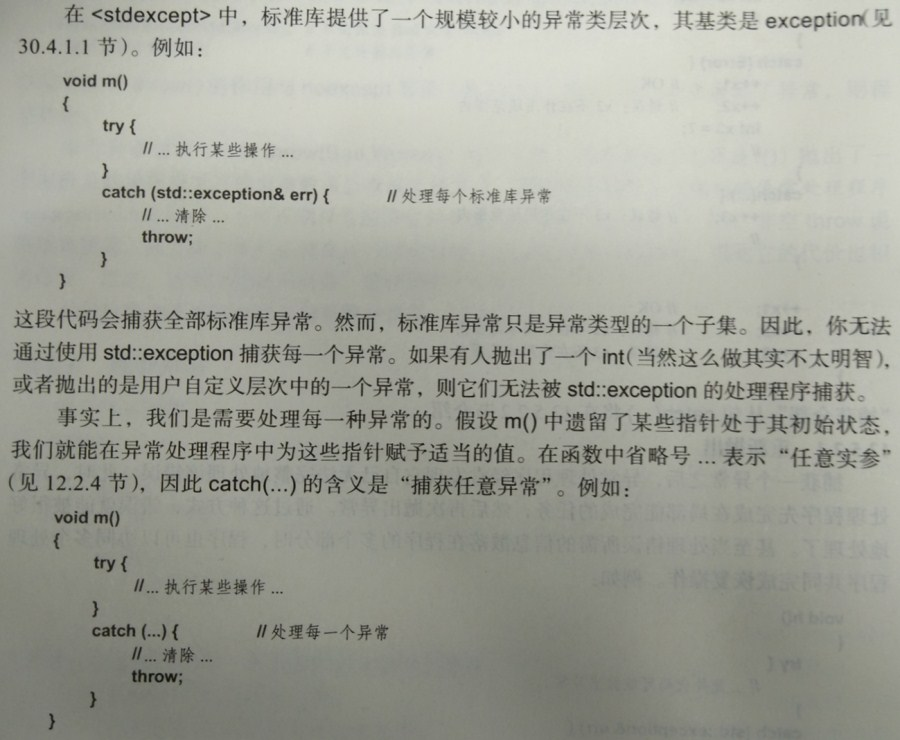 在 <stdexcept> 中，标准库提供了一个规模较小的异常类层次，其基类是 exception(见
30.4.1.1 节)。例如：
void m()
{
try {
// ... 执行某些操作 ...
}
catch (std::exception& err) { // 处理每个标准库异常
// ... 清除 ...
throw;
}
}
这段代码会捕获全部标准库异常。然而，标准库异常只是异常类型的一个子集。因此，你无法
通过使用 std::exception 捕获每一个异常。如果有人抛出了一个 int(当然这么做其实不太明智)，
或者抛出的是用户自定义层次中的一个异常，则它们无法被 std::exception 的处理程序捕获。
事实上，我们是需要处理每一种异常的。假设 m() 中遗留了某些指针处于其初始状态，
我们就能在异常处理程序中为这些指针赋予适当的值。在函数中省略号 ... 表示“任意实参”
(见 12.2.4 节)，因此 catch(...) 的含义是“捕获任意异常”。例如：
void m()
{
try {
// ... 执行某些操作 ...
}
catch (...) { // 处理每一个异常
// ... 清除 ...
throw;
}
}